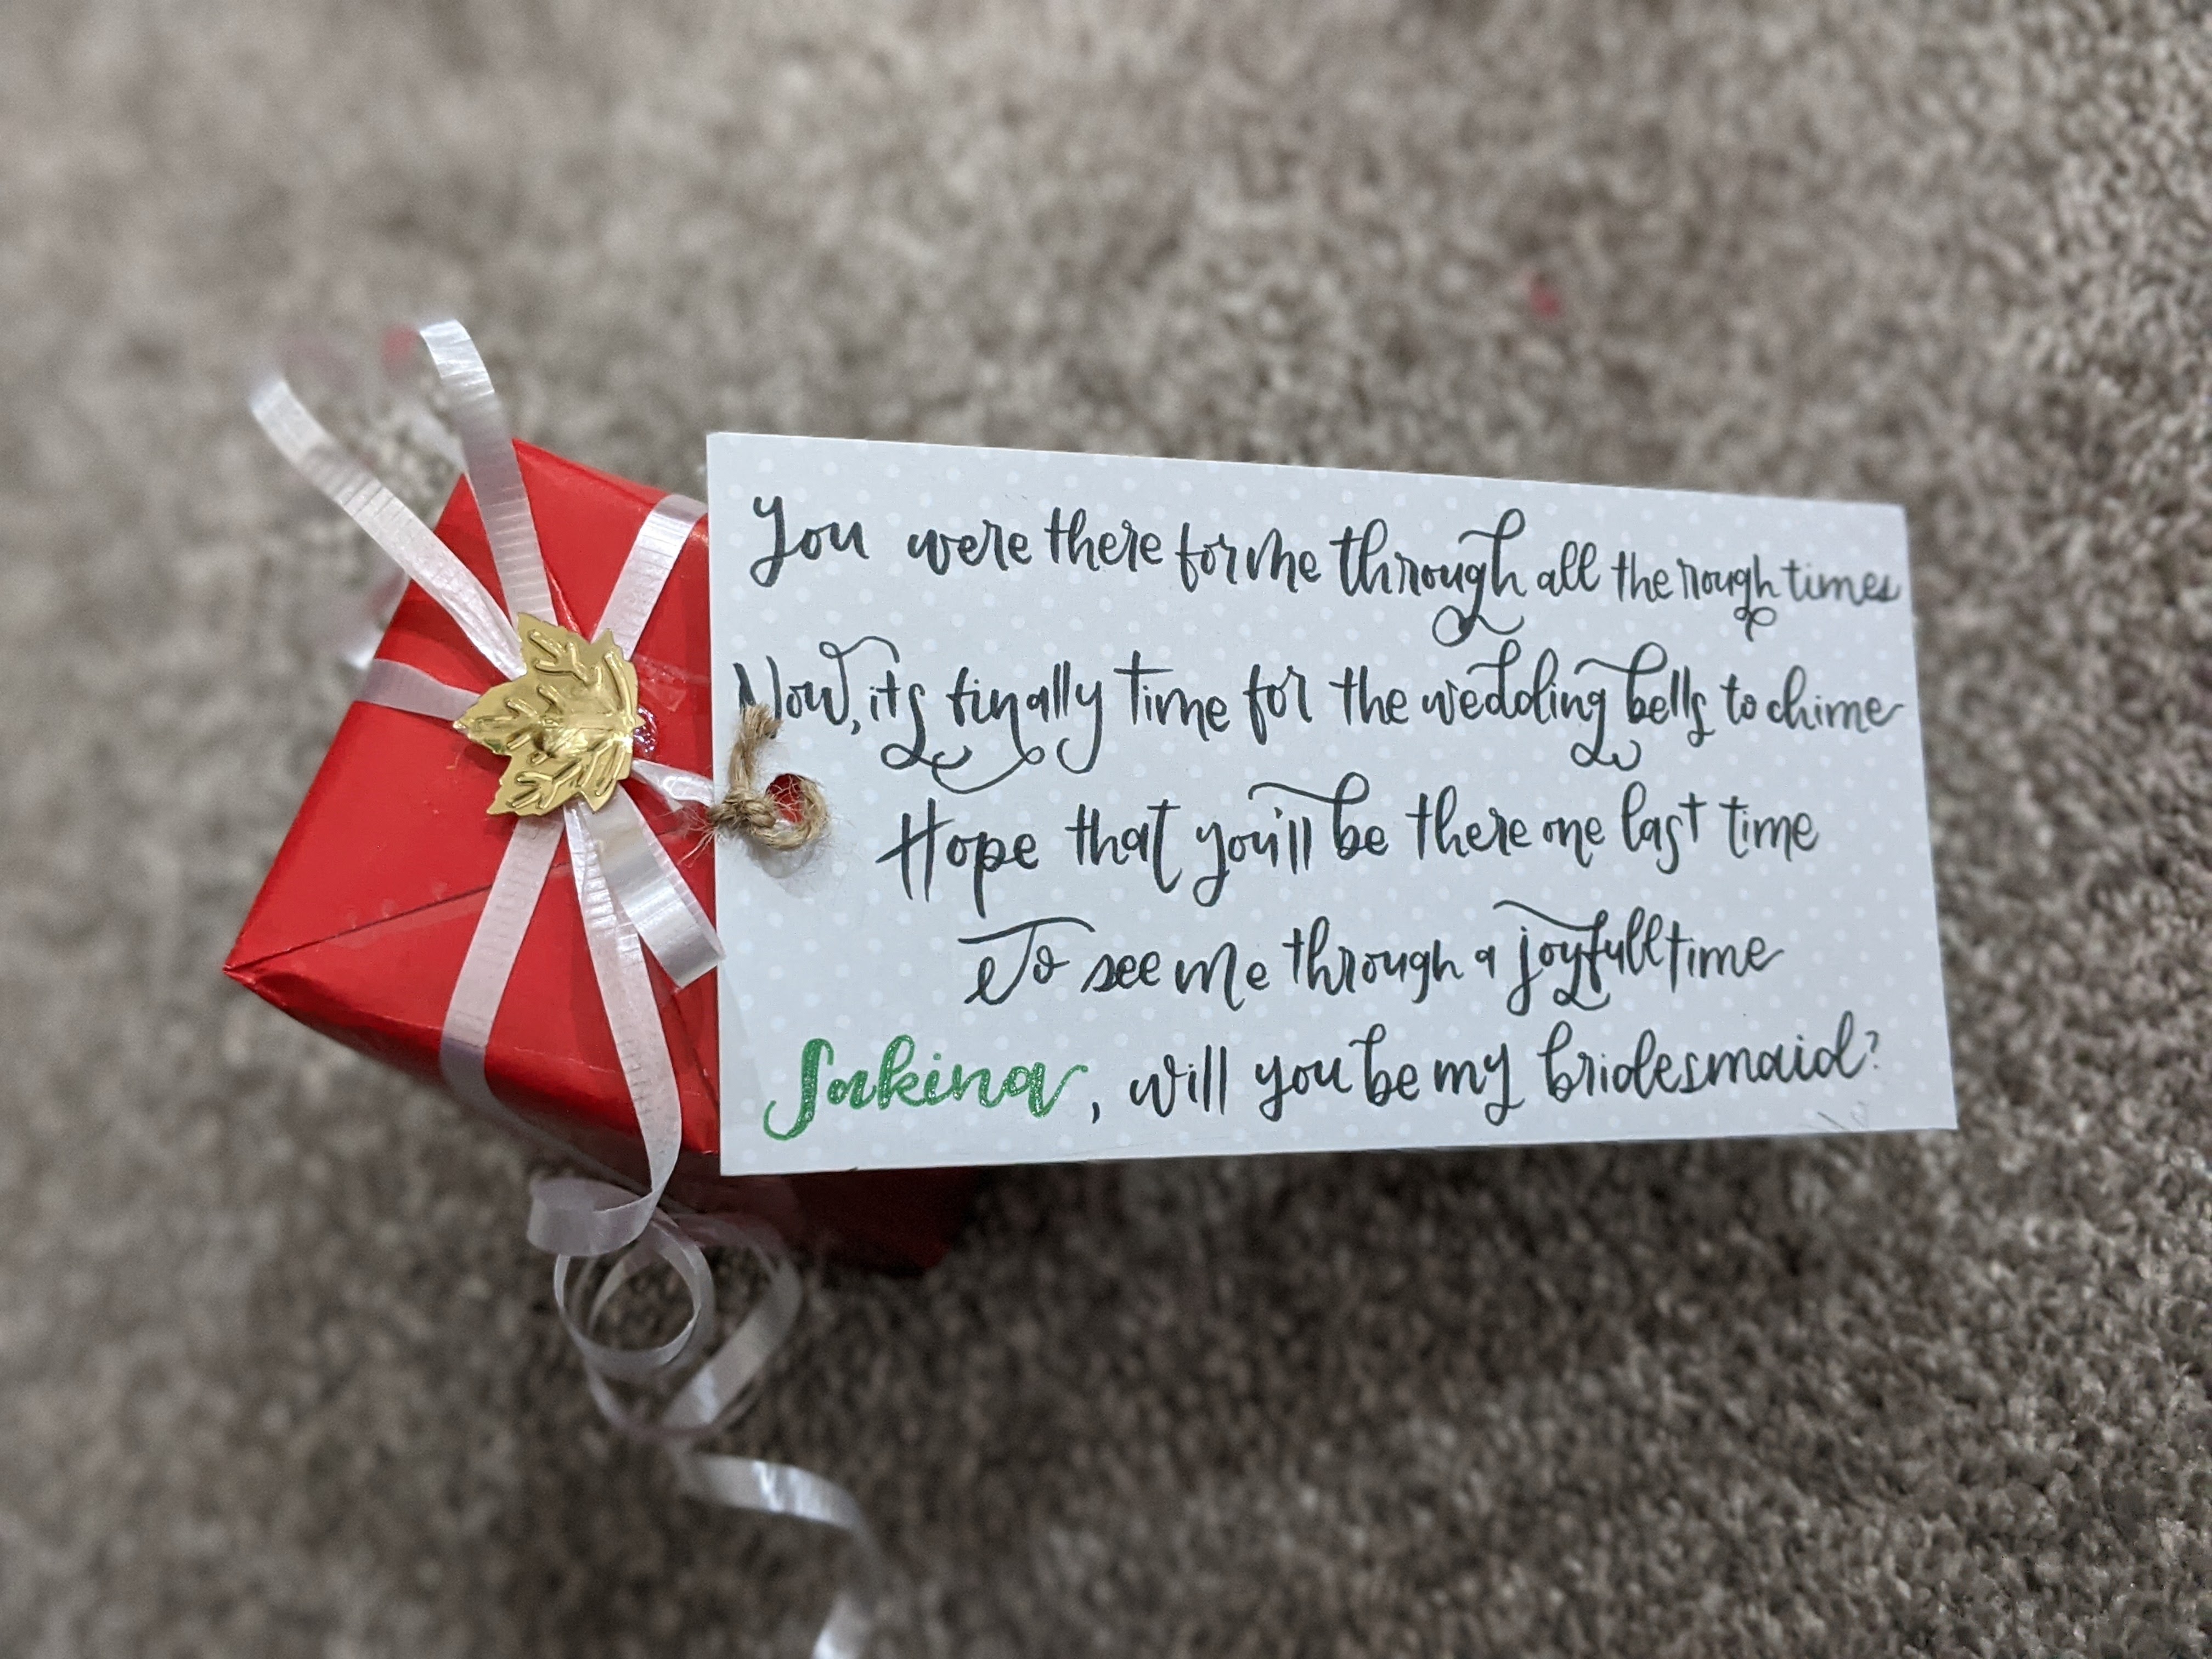 You were there for me through all the rough times
Now, its finally time for the wedding bells to chime
Hope that you'll be there one last time
To see me through a joyfull time
Sakina, will you be my bridesmaid?